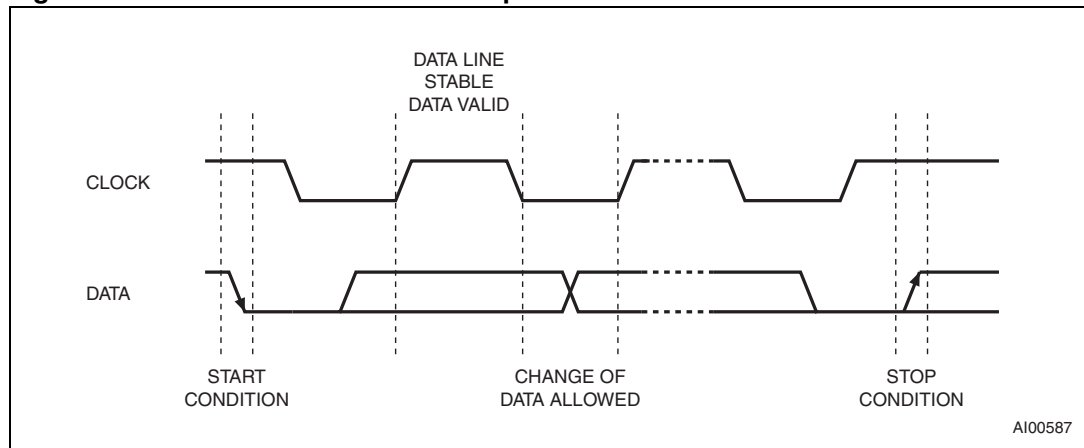 DATA LINE
STABLE
DATA VALID
CLOCK
DATA
START
CONDITION
CHANGE OF
DATA ALLOWED
STOP
CONDITION
AI00587